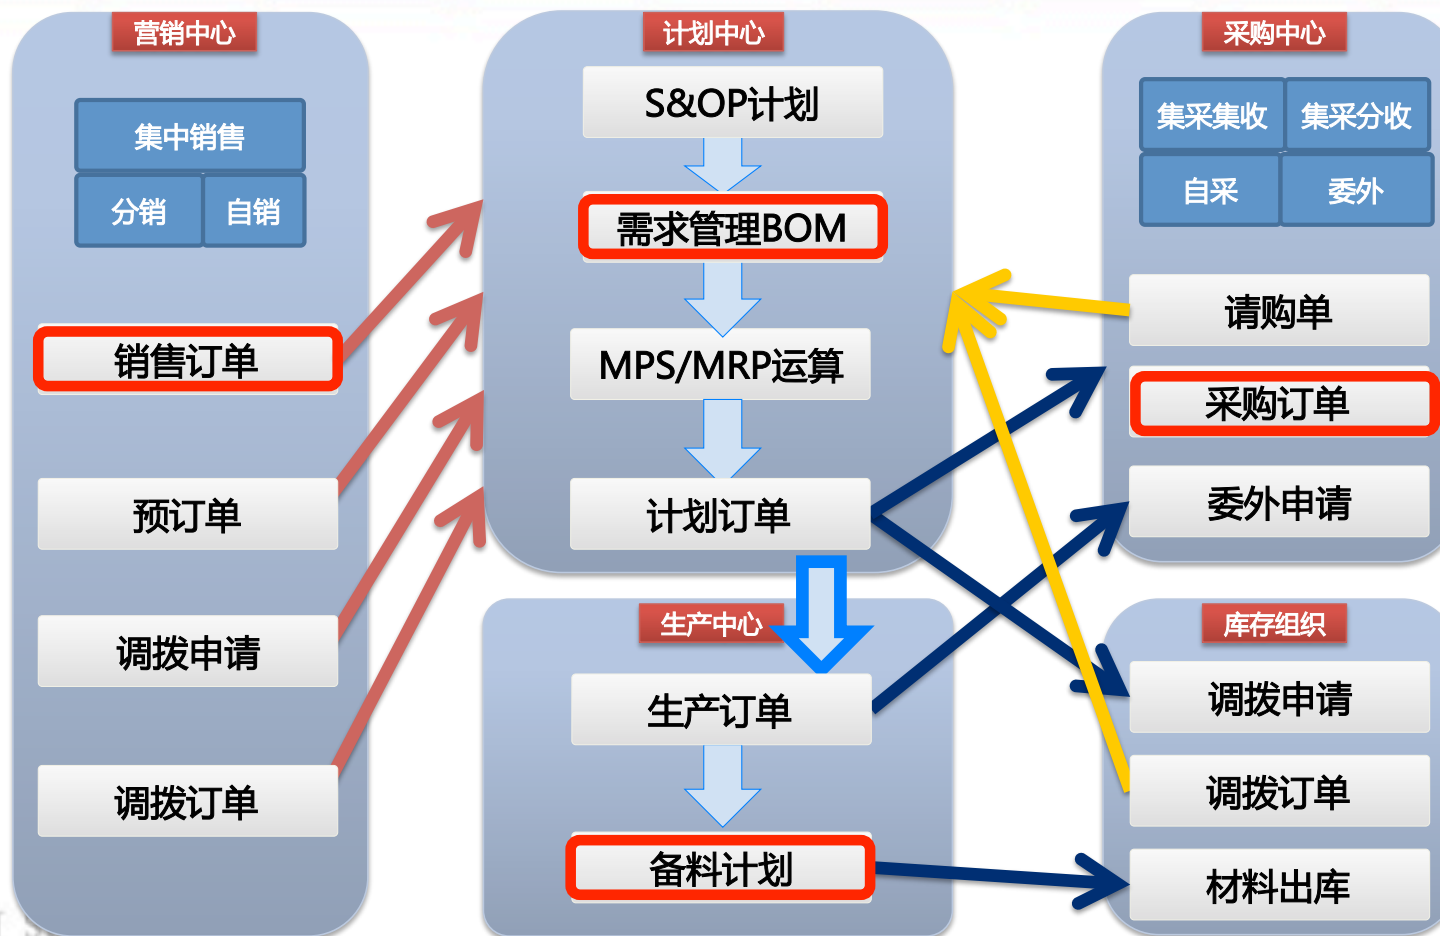 营销中心
集中销售
分销
自销
销售订单
预订单
调拨申请
调拨订单
计划中心
S&OP计划
需求管理BOM
MPS/MRP运算
计划订单
生产中心
生产订单
备料计划
采购中心
集采集收
集采分收
自采
委外
请购单
采购订单
委外申请
库存组织
调拨申请
调拨订单
材料出库